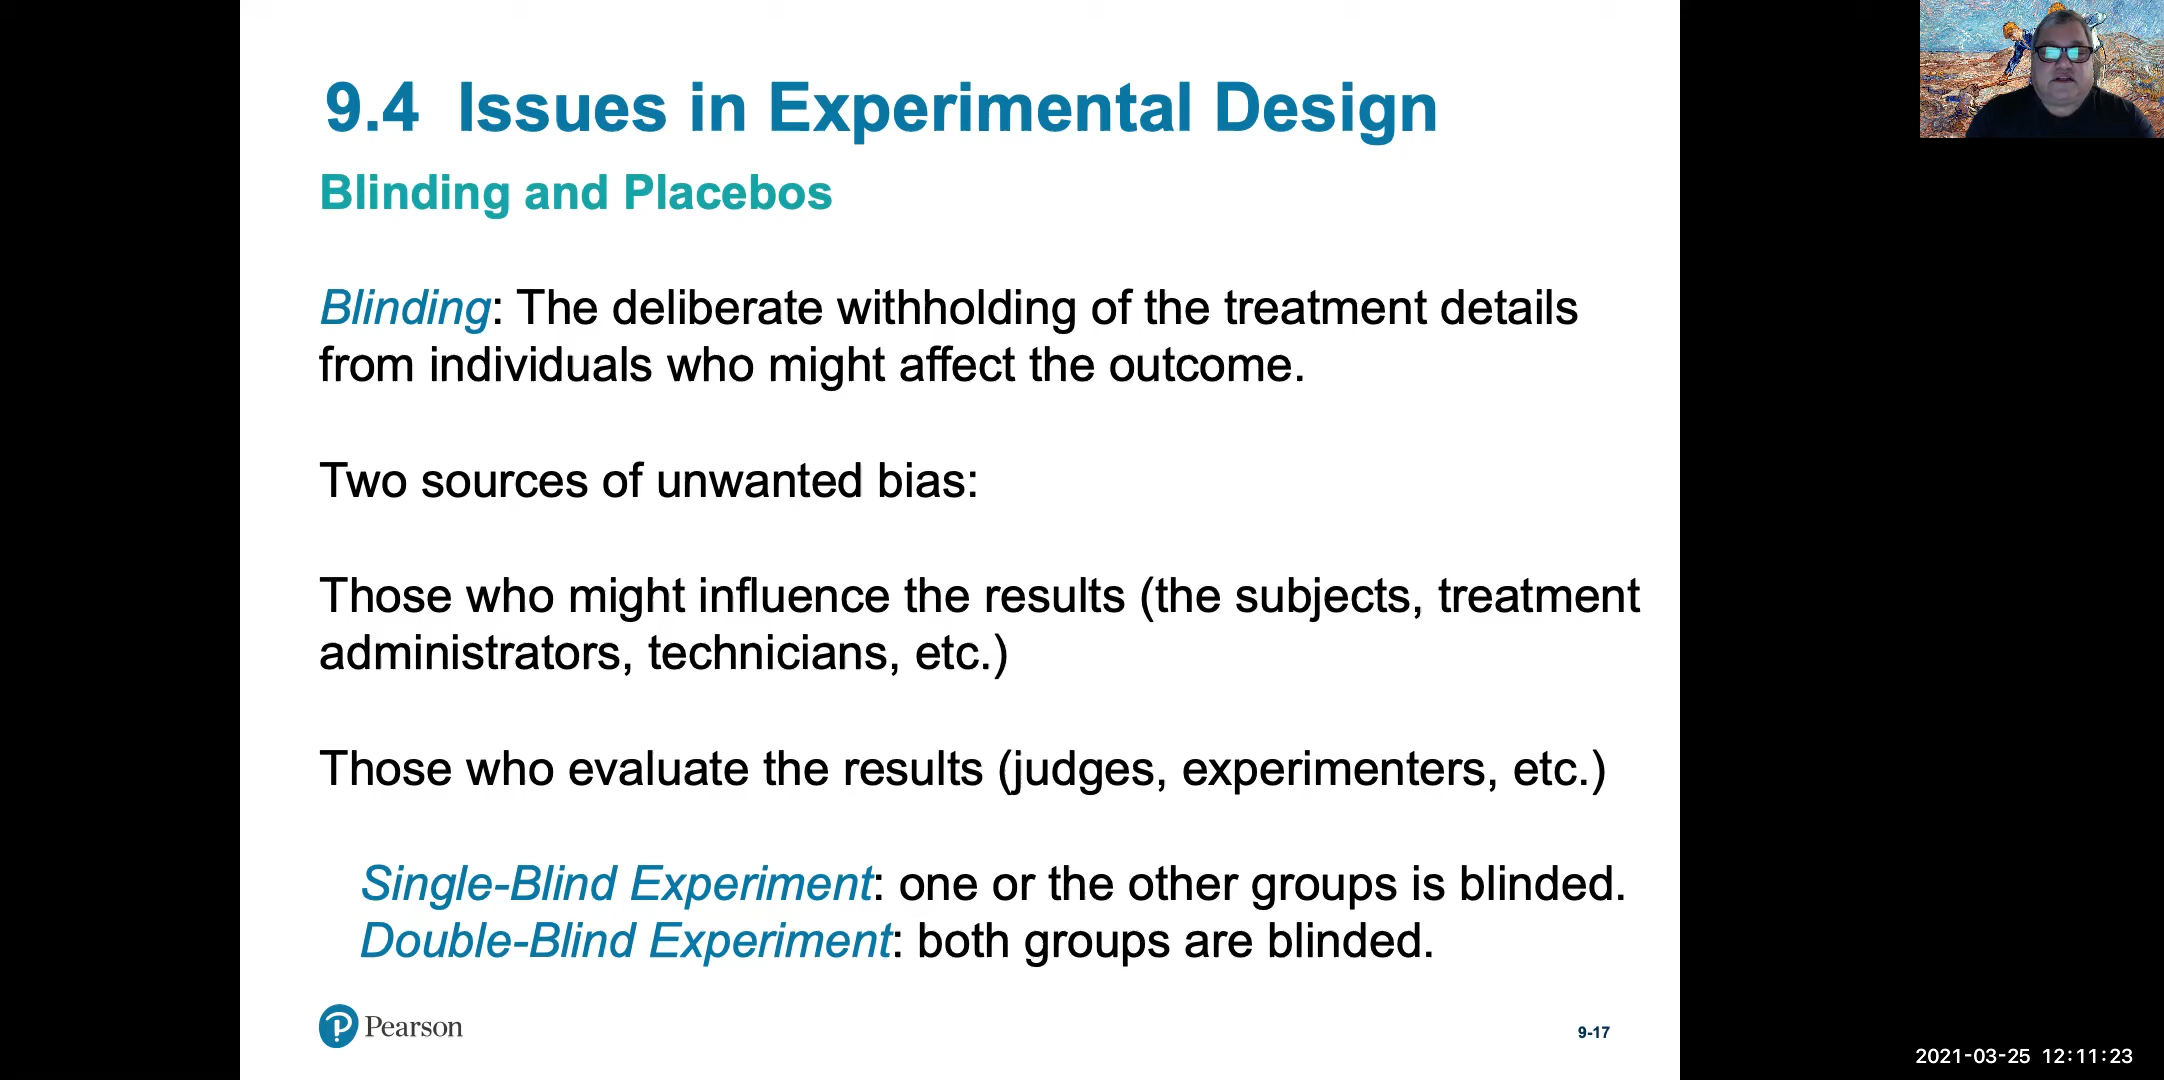 9.4 Issues in Experimental Design
Blinding and Placebos
Blinding: The deliberate withholding of the treatment details
from individuals who might affect the outcome.
Two sources of unwanted bias:
Those who might influence the results (the subjects, treatment
administrators, technicians, etc.)
Those who evaluate the results (judges, experimenters, etc.)
Single-Blind Experiment: one or the other groups is blinded.
Double-Blind Experiment: both groups are blinded.
Pearson
9-17
2021-03-25 12:11:23